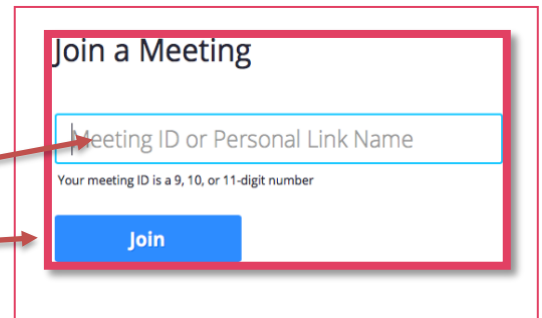 Join a Meeting
Meeting ID or Personal Link Name
Your meeting ID is a 9, 10, or 11-digit number
Join